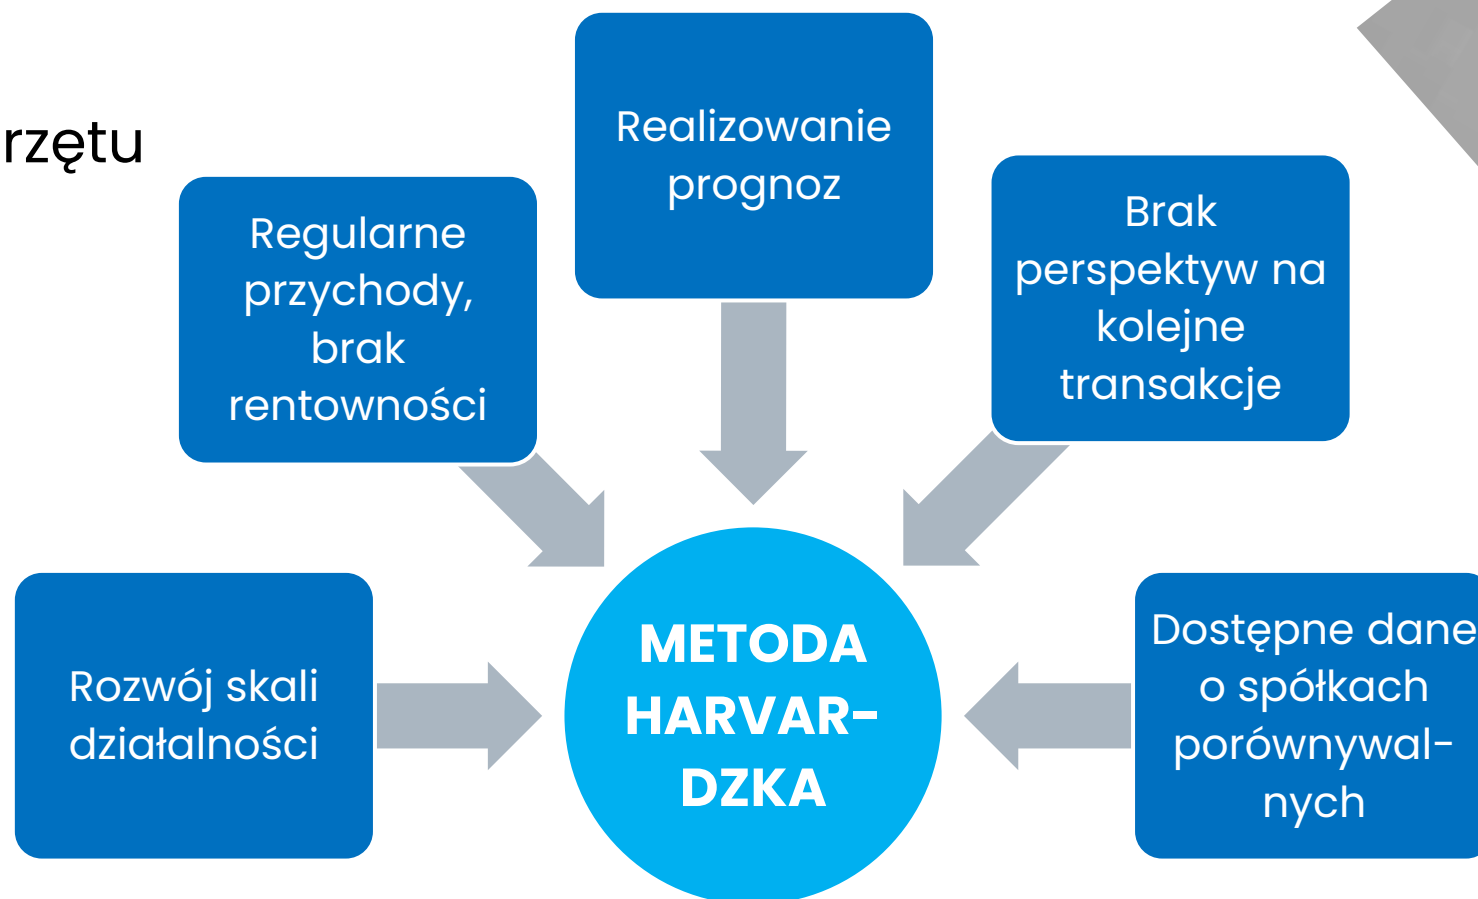 rzętu
Realizowanie
prognoz
Regularne
przychody,
brak
rentowności
Brak
perspektyw na
kolejne
transakcje
Rozwój skali
działalności
METODA
HARVAR-
DZKA
Dostępne dane
o spółkach
porównywal-
nych